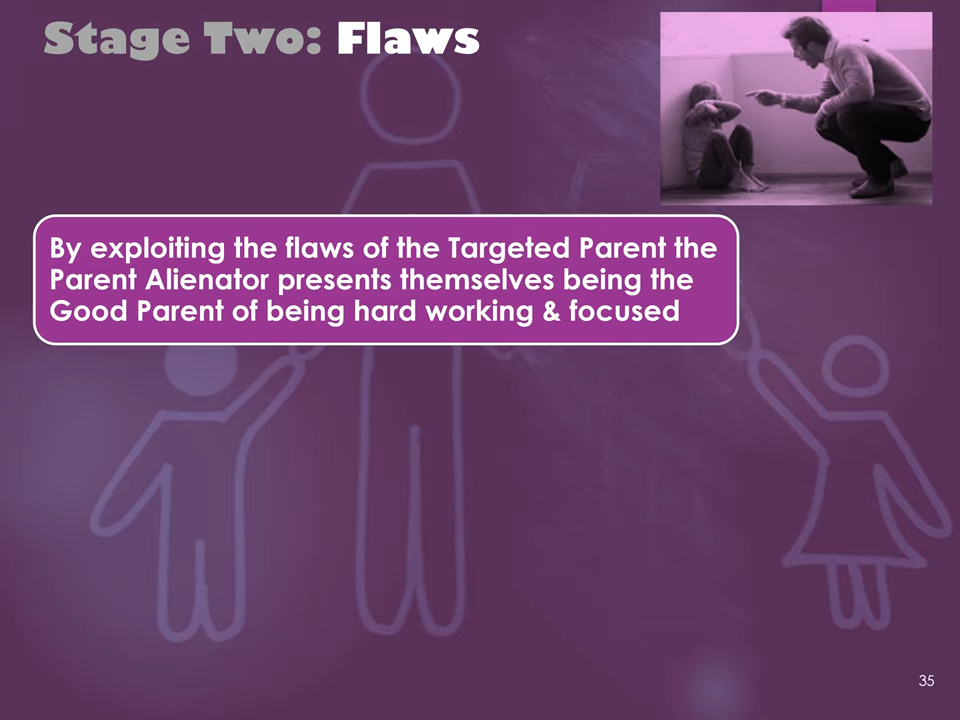 Stage Two: Flaws
By exploiting the flaws of the Targeted Parent the
Parent Alienator presents themselves being the
Good Parent of being hard working & focused
35